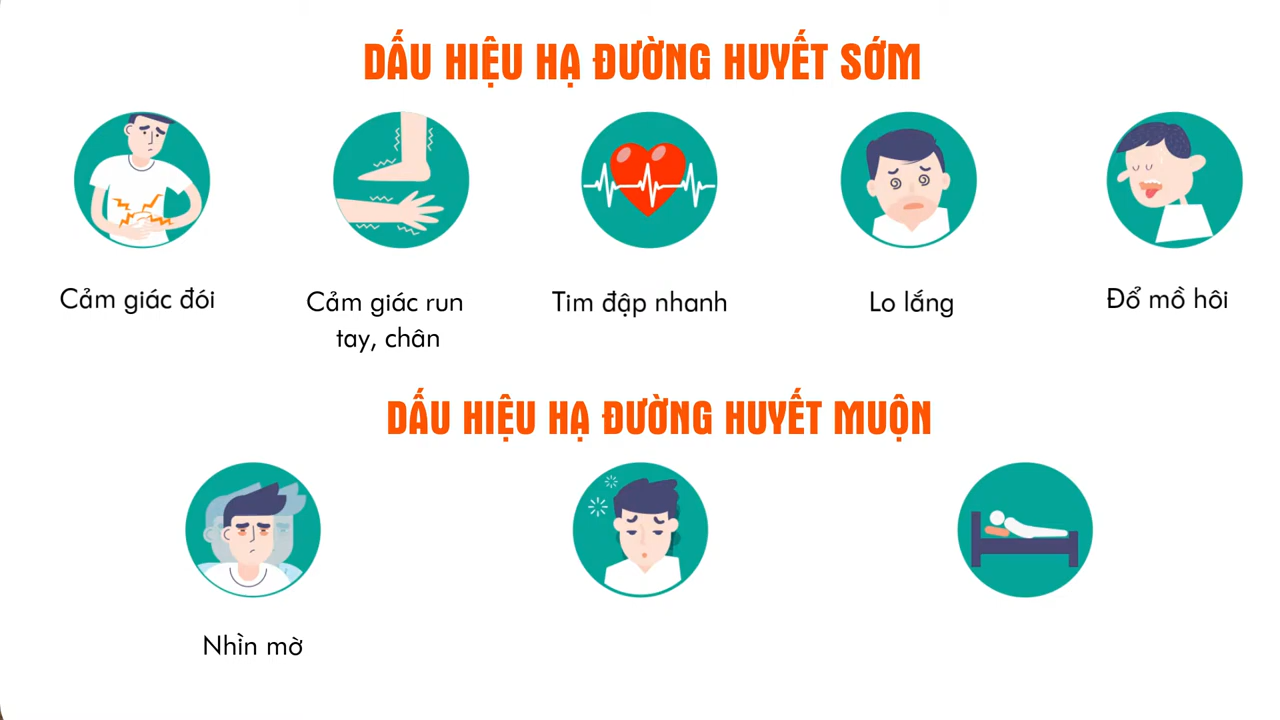 DẤU HIỆU HẠ ĐƯỜNG HUYẾT SỚM
Cảm giác đói
Cảm giác run
tay, chân
Tim đập nhanh
Lo lắng
Đổ mồ hôi
DẤU HIỆU HẠ ĐƯỜNG HUYẾT MUỘN
Nhìn mờ